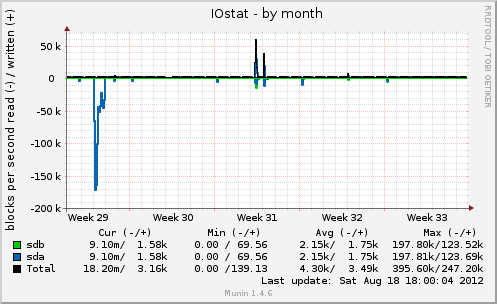 IOstat - by month
RRDTOOL / TOBI OETIKER
blocks per second read (-) / written (+)
50 k
0
-50 k
-100 k
-150 k
-200 k
Week 29 Week 30 Week 31 Week 32 Week 33
Cur (-/+) Min (-/+) Avg (-/+) Max (-/+)
sdb 9.10m/ 1.58k 0.00 / 69.56 2.15k/ 1.75k 197.80k/123.52k
sda 9.10m/ 1.58k 0.00 / 69.56 2.15k/ 1.75k 197.81k/123.69k
Total 18.20m/ 3.16k 0.00 /139.13 4.30k/ 3.49k 395.60k/247.20k
Last update: Sat Aug 18 18:00:04 2012
Munin 1.4.6